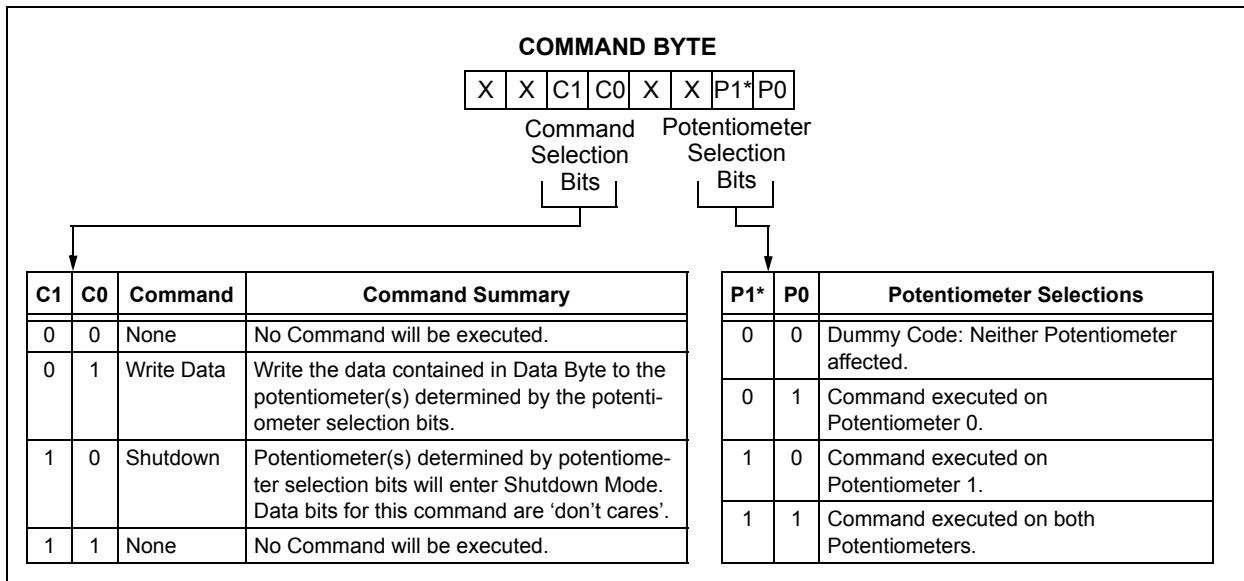 COMMAND BYTE
X X C1 C0 X X P1* P0
Command
Selection
Bits
Potentiometer
Selection
Bits
C1 C0 Command Command Summary
0 0 None No Command will be executed.
0 1 Write Data Write the data contained in Data Byte to the
potentiometer(s) determined by the potenti-
ometer selection bits.
1 0 Shutdown Potentiometer(s) determined by potentiome-
ter selection bits will enter Shutdown Mode.
Data bits for this command are ‘don’t cares’.
1 1 None No Command will be executed.
P1* P0 Potentiometer Selections
0 0 Dummy Code: Neither Potentiometer
affected.
0 1 Command executed on
Potentiometer 0.
1 0 Command executed on
Potentiometer 1.
1 1 Command executed on both
Potentiometers.